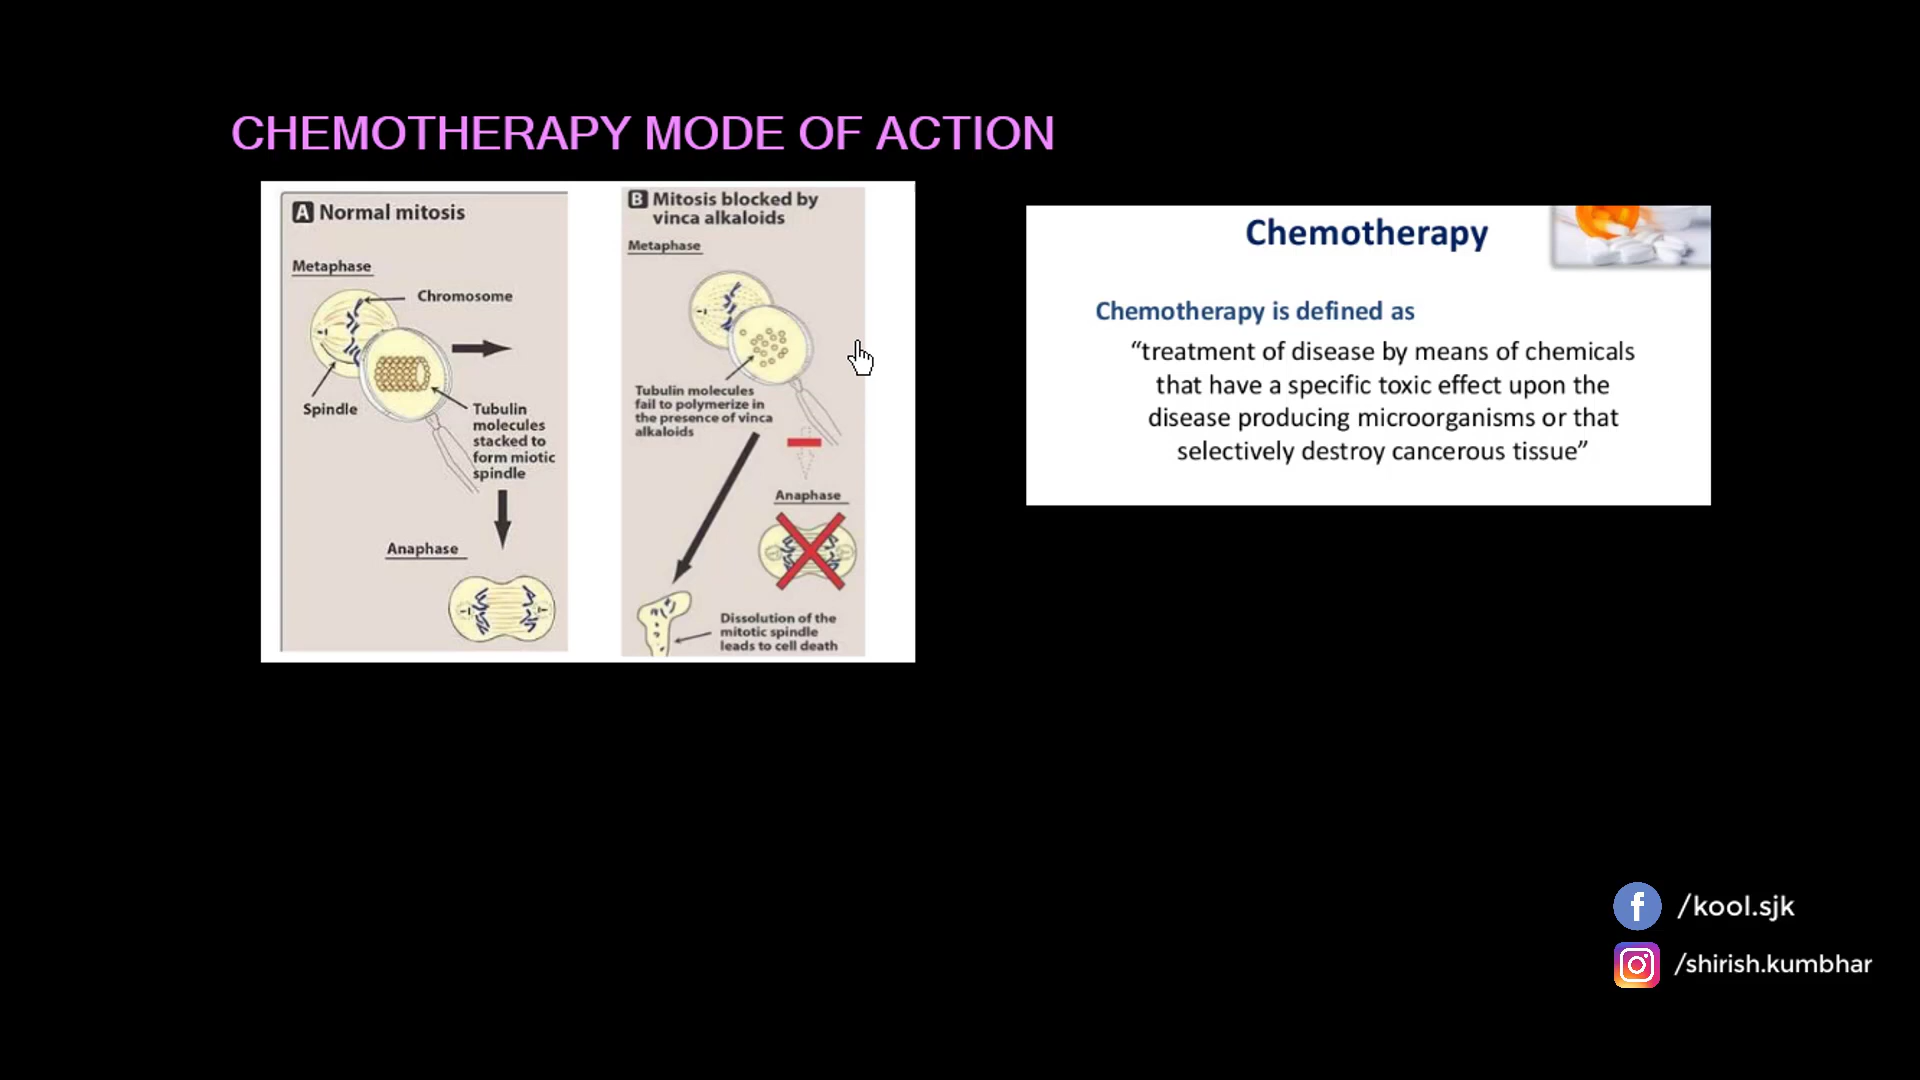 CHEMOTHERAPY MODE OF ACTION
A Normal mitosis
Metaphase
Chromosome
Spindle
Tubulin
molecules
stacked to
form miotic
spindle
Anaphase
B Mitosis blocked by
vinca alkaloids
Metaphase
Tubulin molecules
fail to polymerize in
the presence of vinca
alkaloids
Anaphase
Dissolution of the
mitotic spindle
leads to cell death
Chemotherapy
Chemotherapy is defined as
“treatment of disease by means of chemicals
that have a specific toxic effect upon the
disease producing microorganisms or that
selectively destroy cancerous tissue”
/kool.sjk
/shirish.kumbhar